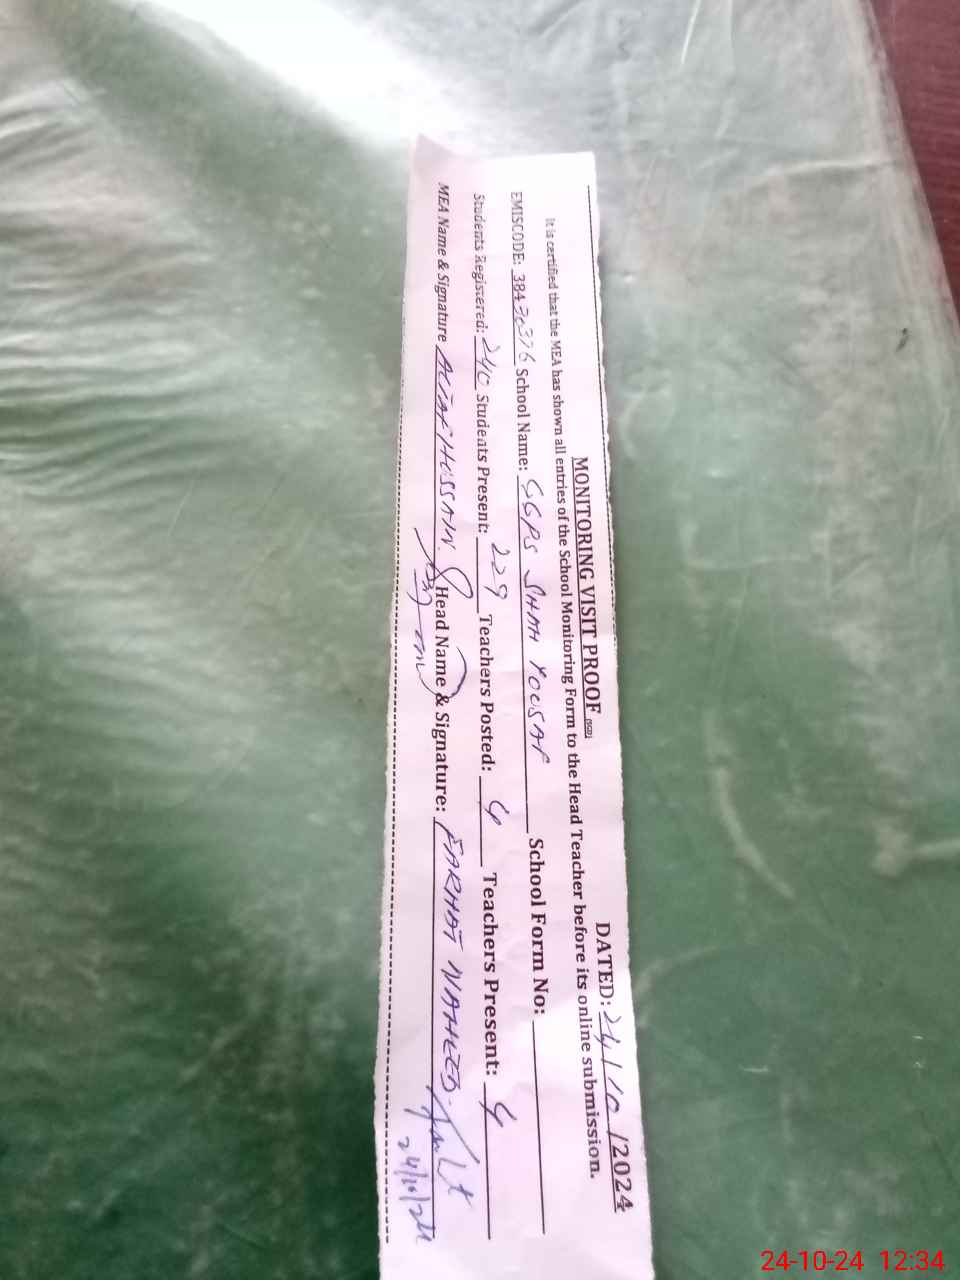 MONITORING VISIT PROOF DATED: 24/10/2024
It is certified that the MEA has shown all entries of the School Monitoring Form to the Head Teacher before its online submission.
EMISCODE: 38430376 School Name: GGPS SHAH YOUSAF School Form No:
Students Registered: 240 Students Present: 229 Teachers Posted: 4 Teachers Present: 4
MEA Name & Signature HUSSAIN. Head Name & Signature: FARHAT NAHEED.
24/10/24
24-10-24 12:34